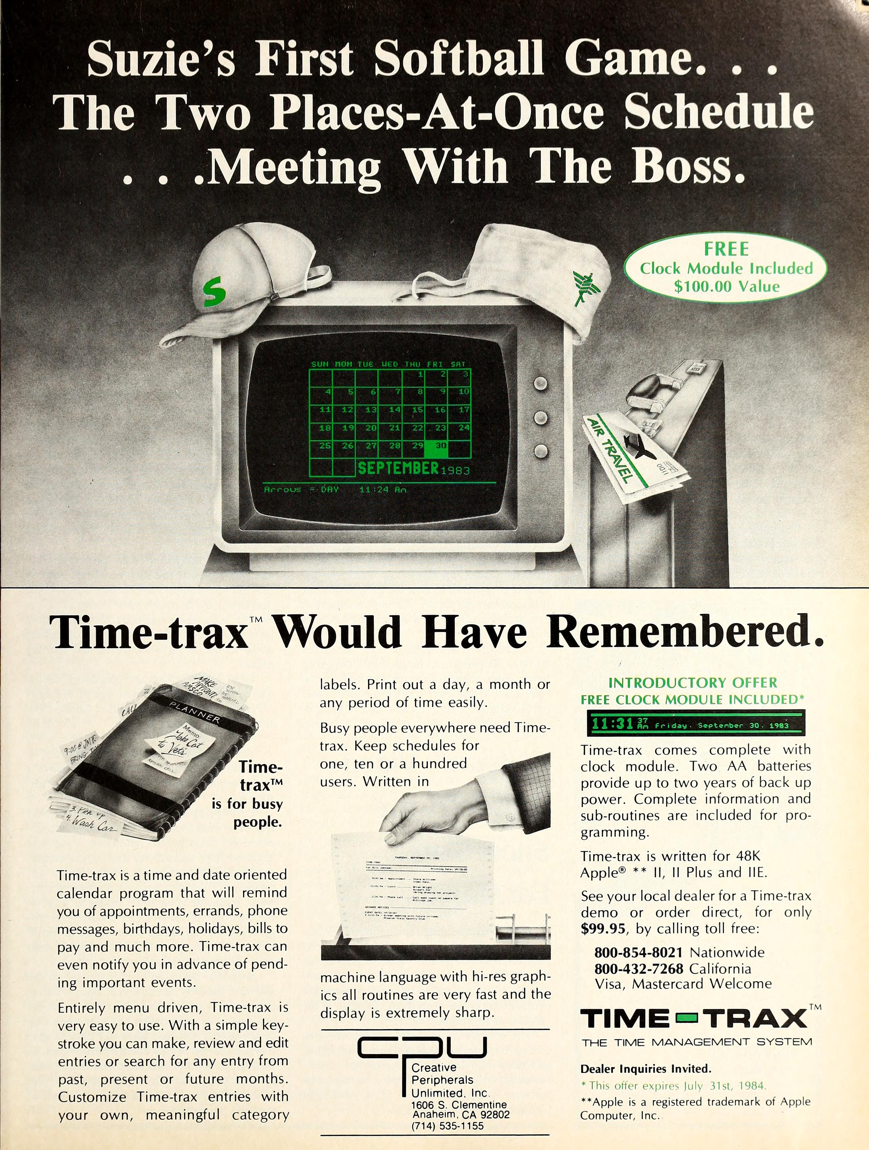 Suzie's First Softball Game. . .
The Two Places-At-Once Schedule
. . .Meeting With The Boss.
FREE
Clock Module Included
$100.00 Value
S
SUN MON TUE WED THU FRI SAT
1 2 3
4 5 6 7 8 9 10
11 12 13 14 15 16 17
18 19 20 21 22 23 24
25 26 27 28 29 30
SEPTEMBER 1983
Arrows = DAY 11:24 Am
AIR TRAVEL
Time-trax™ Would Have Remembered.
MAKE
CALL
PLANNER
Take Cat
to Vets
Wash Car
Time-
trax™
is for busy
people.
Time-trax is a time and date oriented
calendar program that will remind
you of appointments, errands, phone
messages, birthdays, holidays, bills to
pay and much more. Time-trax can
even notify you in advance of pend-
ing important events.
Entirely menu driven, Time-trax is
very easy to use. With a simple key-
stroke you can make, review and edit
entries or search for any entry from
past, present or future months.
Customize Time-trax entries with
your own, meaningful category
labels. Print out a day, a month or
any period of time easily.
Busy people everywhere need Time-
trax. Keep schedules for
one, ten or a hundred
users. Written in
machine language with hi-res graph-
ics all routines are very fast and the
display is extremely sharp.
CPU
Creative
Peripherals
Unlimited, Inc.
1606 S. Clementine
Anaheim, CA 92802
(714) 535-1155
INTRODUCTORY OFFER
FREE CLOCK MODULE INCLUDED*
11:31 37 Am Friday, September 30, 1983
Time-trax comes complete with
clock module. Two AA batteries
provide up to two years of back up
power. Complete information and
sub-routines are included for pro-
gramming.
Time-trax is written for 48K
Apple® ** II, II Plus and IIE.
See your local dealer for a Time-trax
demo or order direct, for only
$99.95, by calling toll free:
800-854-8021 Nationwide
800-432-7268 California
Visa, Mastercard Welcome
TIME TRAX™
THE TIME MANAGEMENT SYSTEM
Dealer Inquiries Invited.
* This offer expires July 31st, 1984.
**Apple is a registered trademark of Apple
Computer, Inc.